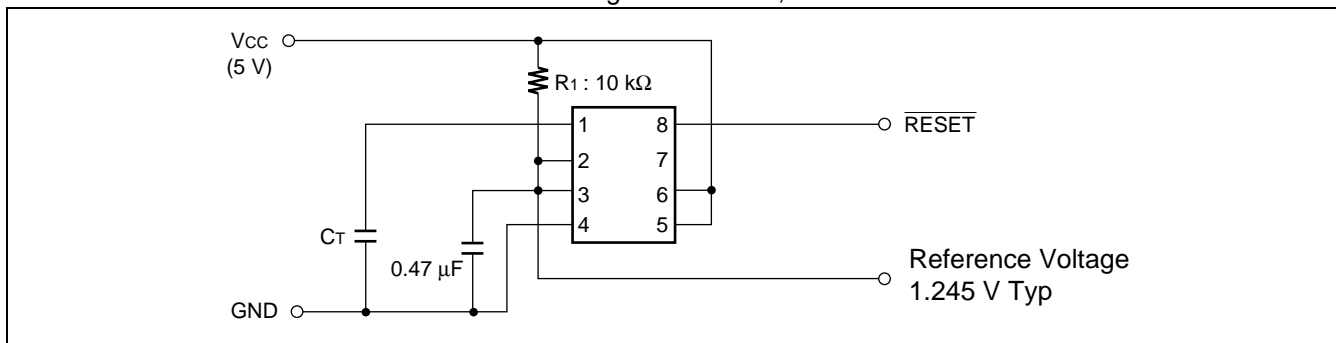 VCC
(5 V)
R1 : 10 kΩ
1 8
2 7
3 6
4 5
RESET
CT
0.47 μF
Reference Voltage
1.245 V Typ
GND